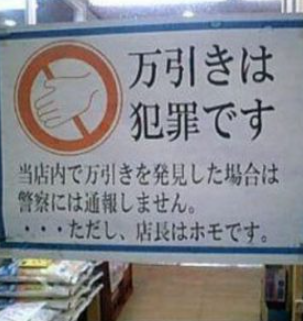 万引きは
犯罪です
当店内で万引きを発見した場合は
警察には通報しません。
・・・ただし、店長はホモです。